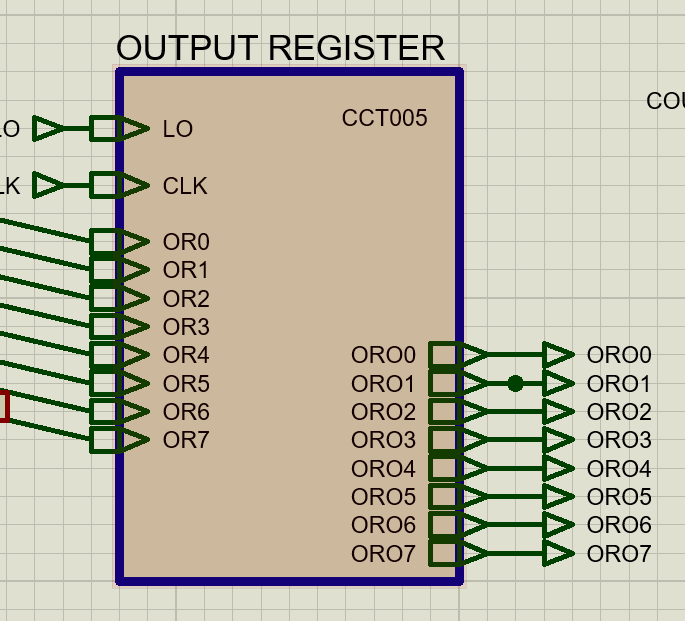 OUTPUT REGISTER
CCT005
LO LO
LK CLK
OR0
OR1
OR2
OR3
OR4
OR5
OR6
OR7
ORO0 ORO0
ORO1 ORO1
ORO2 ORO2
ORO3 ORO3
ORO4 ORO4
ORO5 ORO5
ORO6 ORO6
ORO7 ORO7
COU